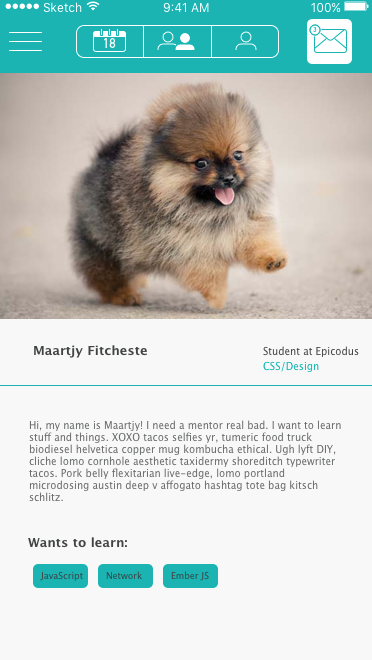 Sketch 9:41 AM 100%
18
1
Maartjy Fitcheste
Student at Epicodus
CSS/Design
Hi, my name is Maartjy! I need a mentor real bad. I want to learn
stuff and things. XOXO tacos selfies yr, tumeric food truck
biodiesel helvetica copper mug kombucha ethical. Ugh lyft DIY,
cliche lomo cornhole aesthetic taxidermy shoreditch typewriter
tacos. Pork belly flexitarian live-edge, lomo portland
microdosing austin deep v affogato hashtag tote bag kitsch
schlitz.
Wants to learn:
JavaScript Network Ember JS